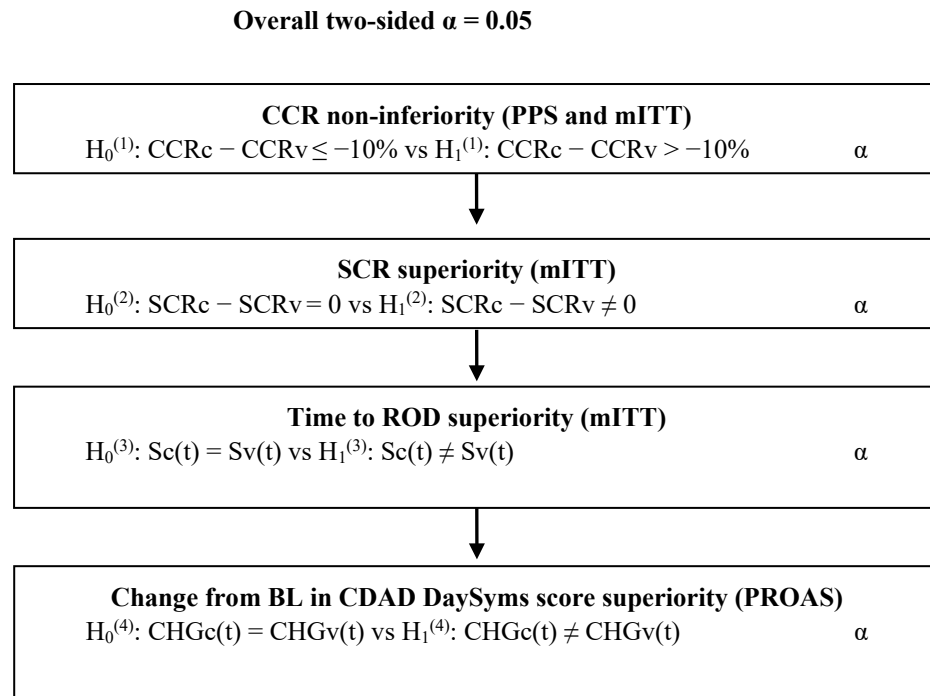 Overall two-sided α = 0.05
CCR non-inferiority (PPS and mITT)
H₀⁽¹⁾: CCRc − CCRv ≤ −10% vs H₁⁽¹⁾: CCRc − CCRv > −10% α
SCR superiority (mITT)
H₀⁽²⁾: SCRc − SCRv = 0 vs H₁⁽²⁾: SCRc − SCRv ≠ 0 α
Time to ROD superiority (mITT)
H₀⁽³⁾: Sc(t) = Sv(t) vs H₁⁽³⁾: Sc(t) ≠ Sv(t) α
Change from BL in CDAD DaySyms score superiority (PROAS)
H₀⁽⁴⁾: CHGc(t) = CHGv(t) vs H₁⁽⁴⁾: CHGc(t) ≠ CHGv(t) α